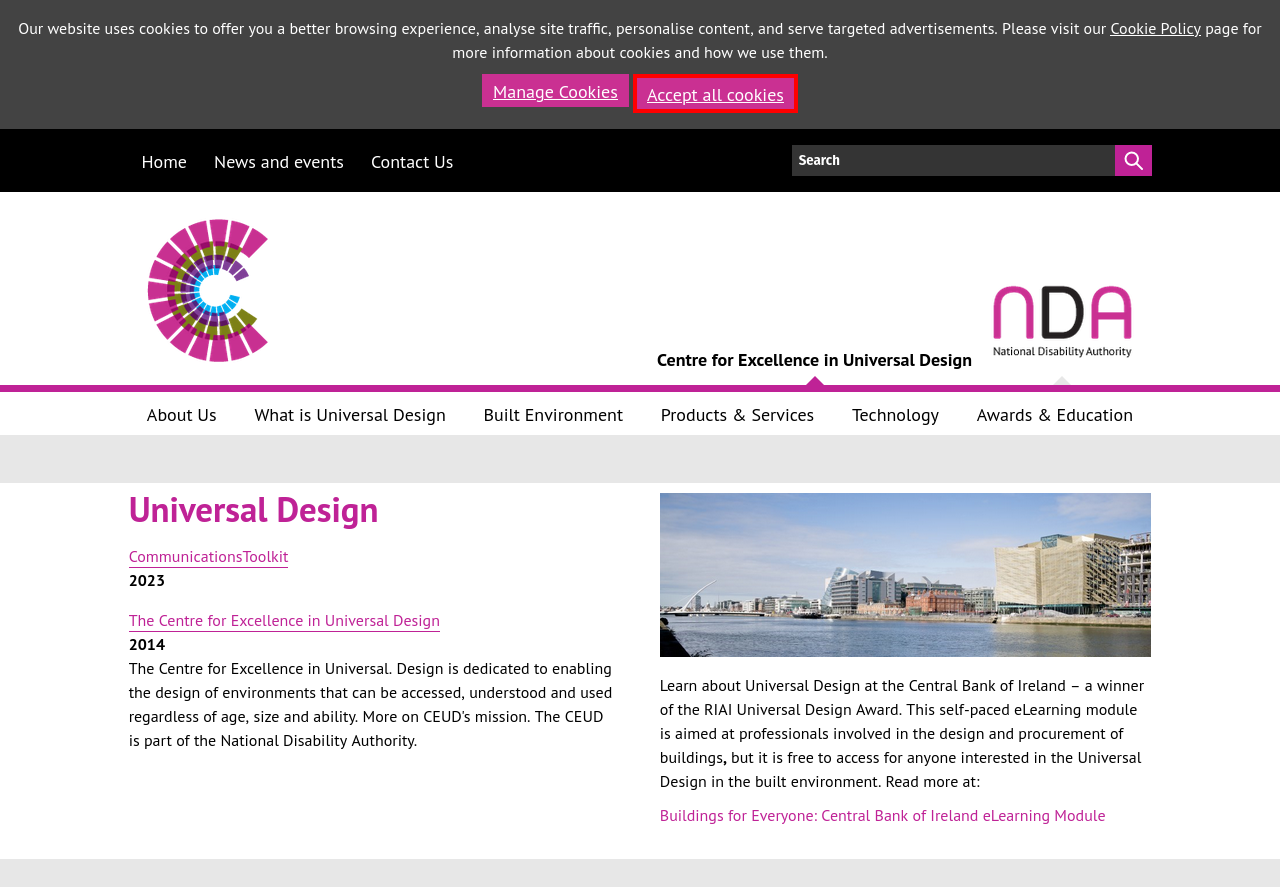 Our website uses cookies to offer you a better browsing experience, analyse site traffic, personalise content, and serve targeted advertisements. Please visit our Cookie Policy page for
more information about cookies and how we use them.
Manage Cookies
Accept all cookies
Home
News and events
Contact Us
Search
Centre for Excellence in Universal Design
NDA
National Disability Authority
About Us
What is Universal Design
Built Environment
Products & Services
Technology
Awards & Education
Universal Design
CommunicationsToolkit
2023
The Centre for Excellence in Universal Design
2014
The Centre for Excellence in Universal. Design is dedicated to enabling
the design of environments that can be accessed, understood and used
regardless of age, size and ability. More on CEUD's mission. The CEUD
is part of the National Disability Authority.
Learn about Universal Design at the Central Bank of Ireland – a winner
of the RIAI Universal Design Award. This self-paced eLearning module
is aimed at professionals involved in the design and procurement of
buildings, but it is free to access for anyone interested in the Universal
Design in the built environment. Read more at:
Buildings for Everyone: Central Bank of Ireland eLearning Module